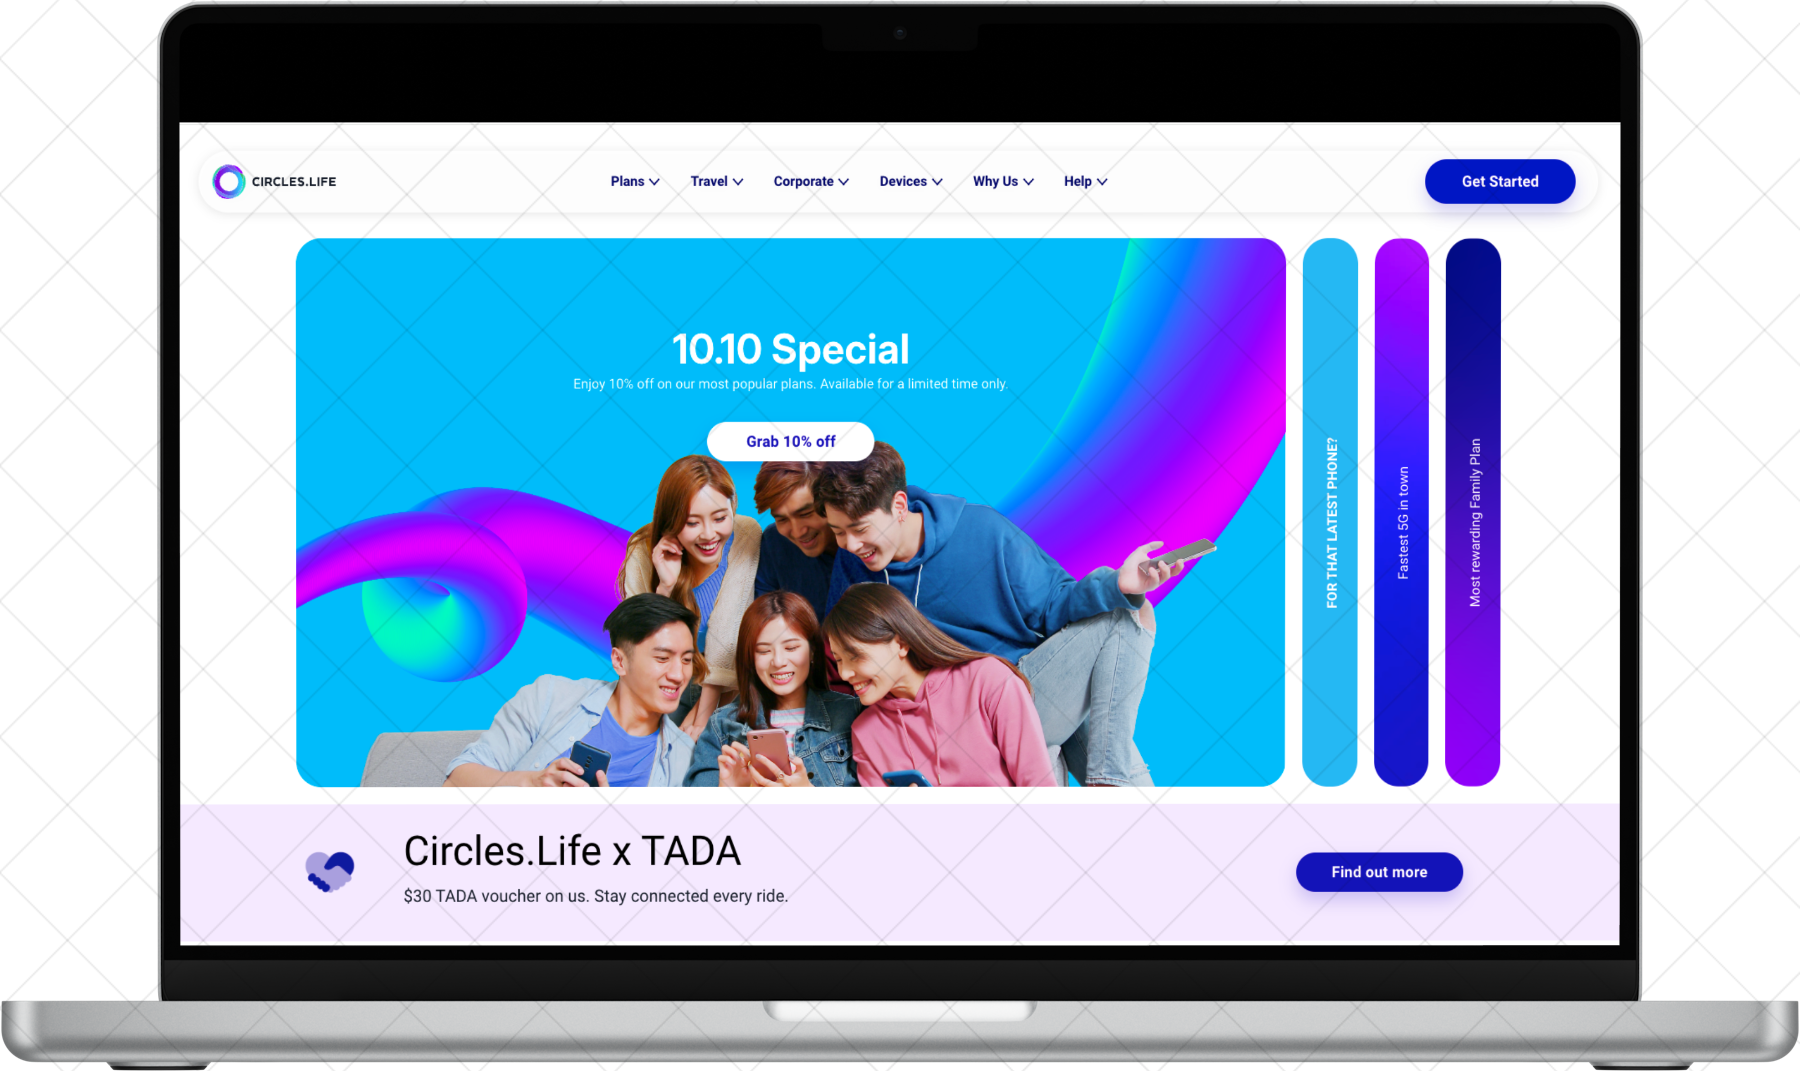 CIRCLES.LIFE
Plans
Travel
Corporate
Devices
Why Us
Help
Get Started
10.10 Special
Enjoy 10% off on our most popular plans. Available for a limited time only.
Grab 10% off
FOR THAT LATEST PHONE?
Fastest 5G in town
Most rewarding Family Plan
Circles.Life x TADA
$30 TADA voucher on us. Stay connected every ride.
Find out more